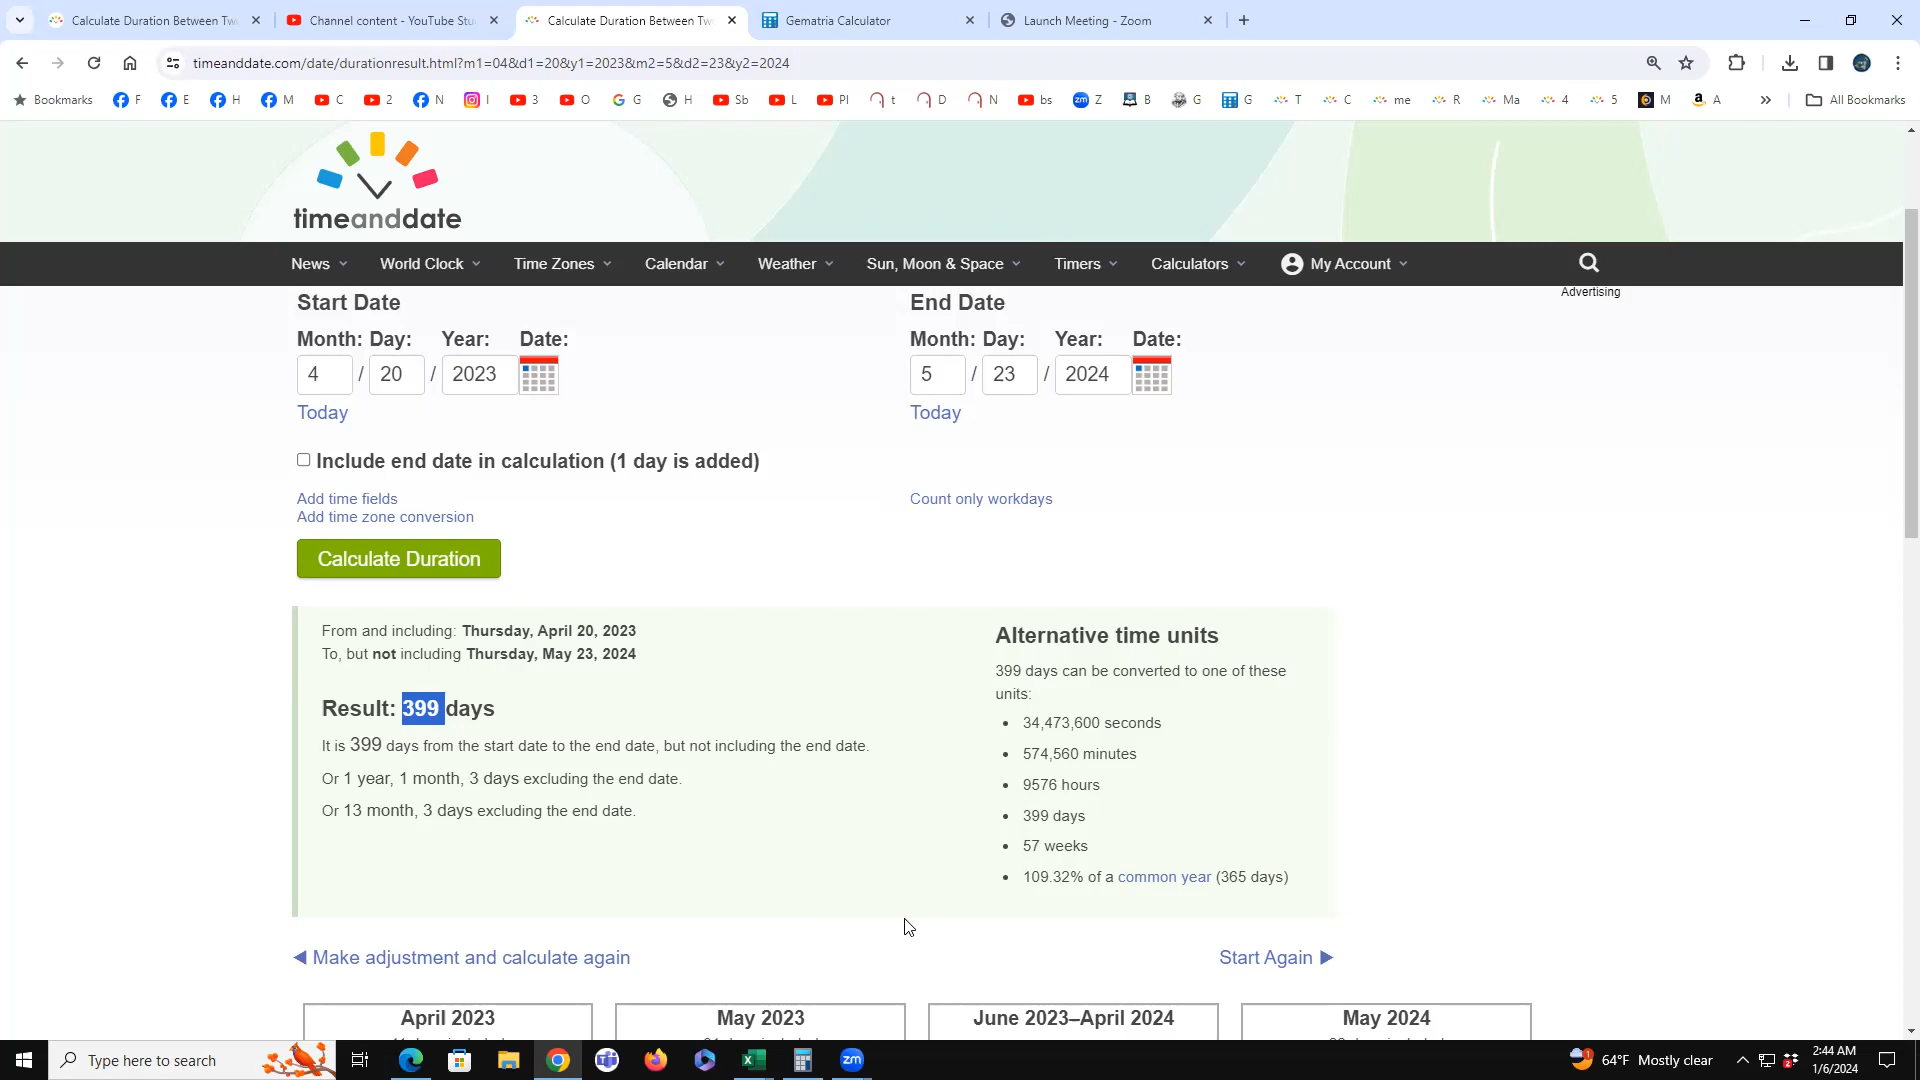 Calculate Duration Between Tw
Channel content - YouTube Stu
Calculate Duration Between Tw
Gematria Calculator
Launch Meeting - Zoom
timeanddate.com/date/durationresult.html?m1=04&d1=20&y1=2023&m2=5&d2=23&y2=2024
Bookmarks F E H M C 2 N I 3 O G H Sb L Pl t D N bs Z B G G T C me R Ma 4 5 M A » All Bookmarks
timeanddate
News World Clock Time Zones Calendar Weather Sun, Moon & Space Timers Calculators My Account
Advertising
Start Date
End Date
Month: Day: Year: Date:
Month: Day: Year: Date:
4 / 20 / 2023
5 / 23 / 2024
Today
Today
Include end date in calculation (1 day is added)
Add time fields
Count only workdays
Add time zone conversion
Calculate Duration
From and including: Thursday, April 20, 2023
To, but not including Thursday, May 23, 2024
Result: 399 days
It is 399 days from the start date to the end date, but not including the end date.
Or 1 year, 1 month, 3 days excluding the end date.
Or 13 month, 3 days excluding the end date.
Alternative time units
399 days can be converted to one of these
units:
34,473,600 seconds
574,560 minutes
9576 hours
399 days
57 weeks
109.32% of a common year (365 days)
Make adjustment and calculate again
Start Again
April 2023
May 2023
June 2023–April 2024
May 2024
Type here to search
zm
64°F Mostly clear
2:44 AM
1/6/2024